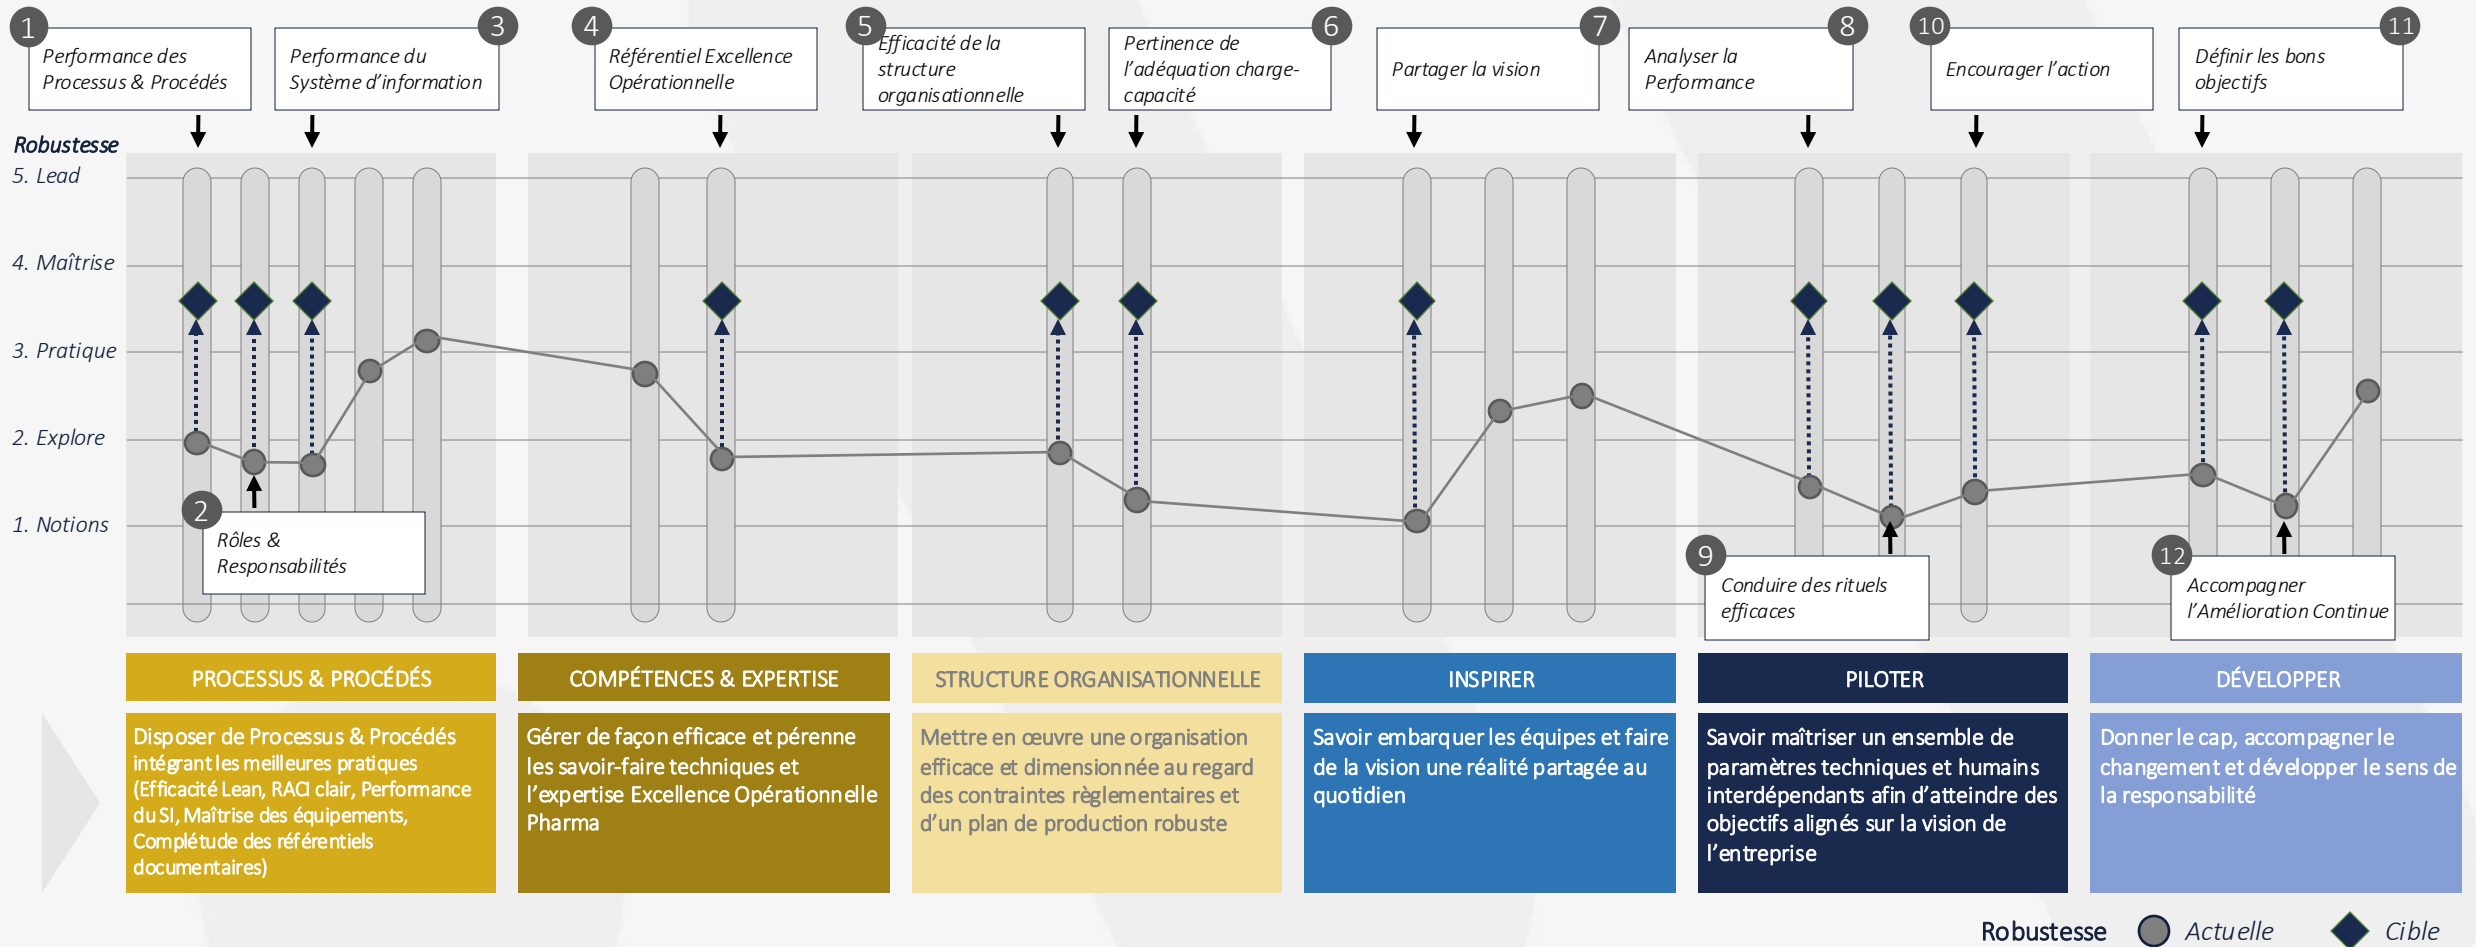 1
Performance des
Processus & Procédés
3
Performance du
Système d’information
4
Référentiel Excellence
Opérationnelle
5
Efficacité de la
structure
organisationnelle
6
Pertinence de
l’adéquation charge-
capacité
7
Partager la vision
8
Analyser la
Performance
10
Encourager l’action
11
Définir les bons
objectifs
Robustesse
5. Lead
4. Maîtrise
3. Pratique
2. Explore
1. Notions
2
Rôles &
Responsabilités
9
Conduire des rituels
efficaces
12
Accompagner
l’Amélioration Continue
PROCESSUS & PROCÉDÉS
COMPÉTENCES & EXPERTISE
STRUCTURE ORGANISATIONNELLE
INSPIRER
PILOTER
DÉVELOPPER
Disposer de Processus & Procédés
intégrant les meilleures pratiques
(Efficacité Lean, RACI clair, Performance
du SI, Maîtrise des équipements,
Complétude des référentiels
documentaires)
Gérer de façon efficace et pérenne
les savoir-faire techniques et
l’expertise Excellence Opérationnelle
Pharma
Mettre en œuvre une organisation
efficace et dimensionnée au regard
des contraintes règlementaires et
d’un plan de production robuste
Savoir embarquer les équipes et faire
de la vision une réalité partagée au
quotidien
Savoir maîtriser un ensemble de
paramètres techniques et humains
interdépendants afin d’atteindre des
objectifs alignés sur la vision de
l’entreprise
Donner le cap, accompagner le
changement et développer le sens de
la responsabilité
Robustesse Actuelle Cible